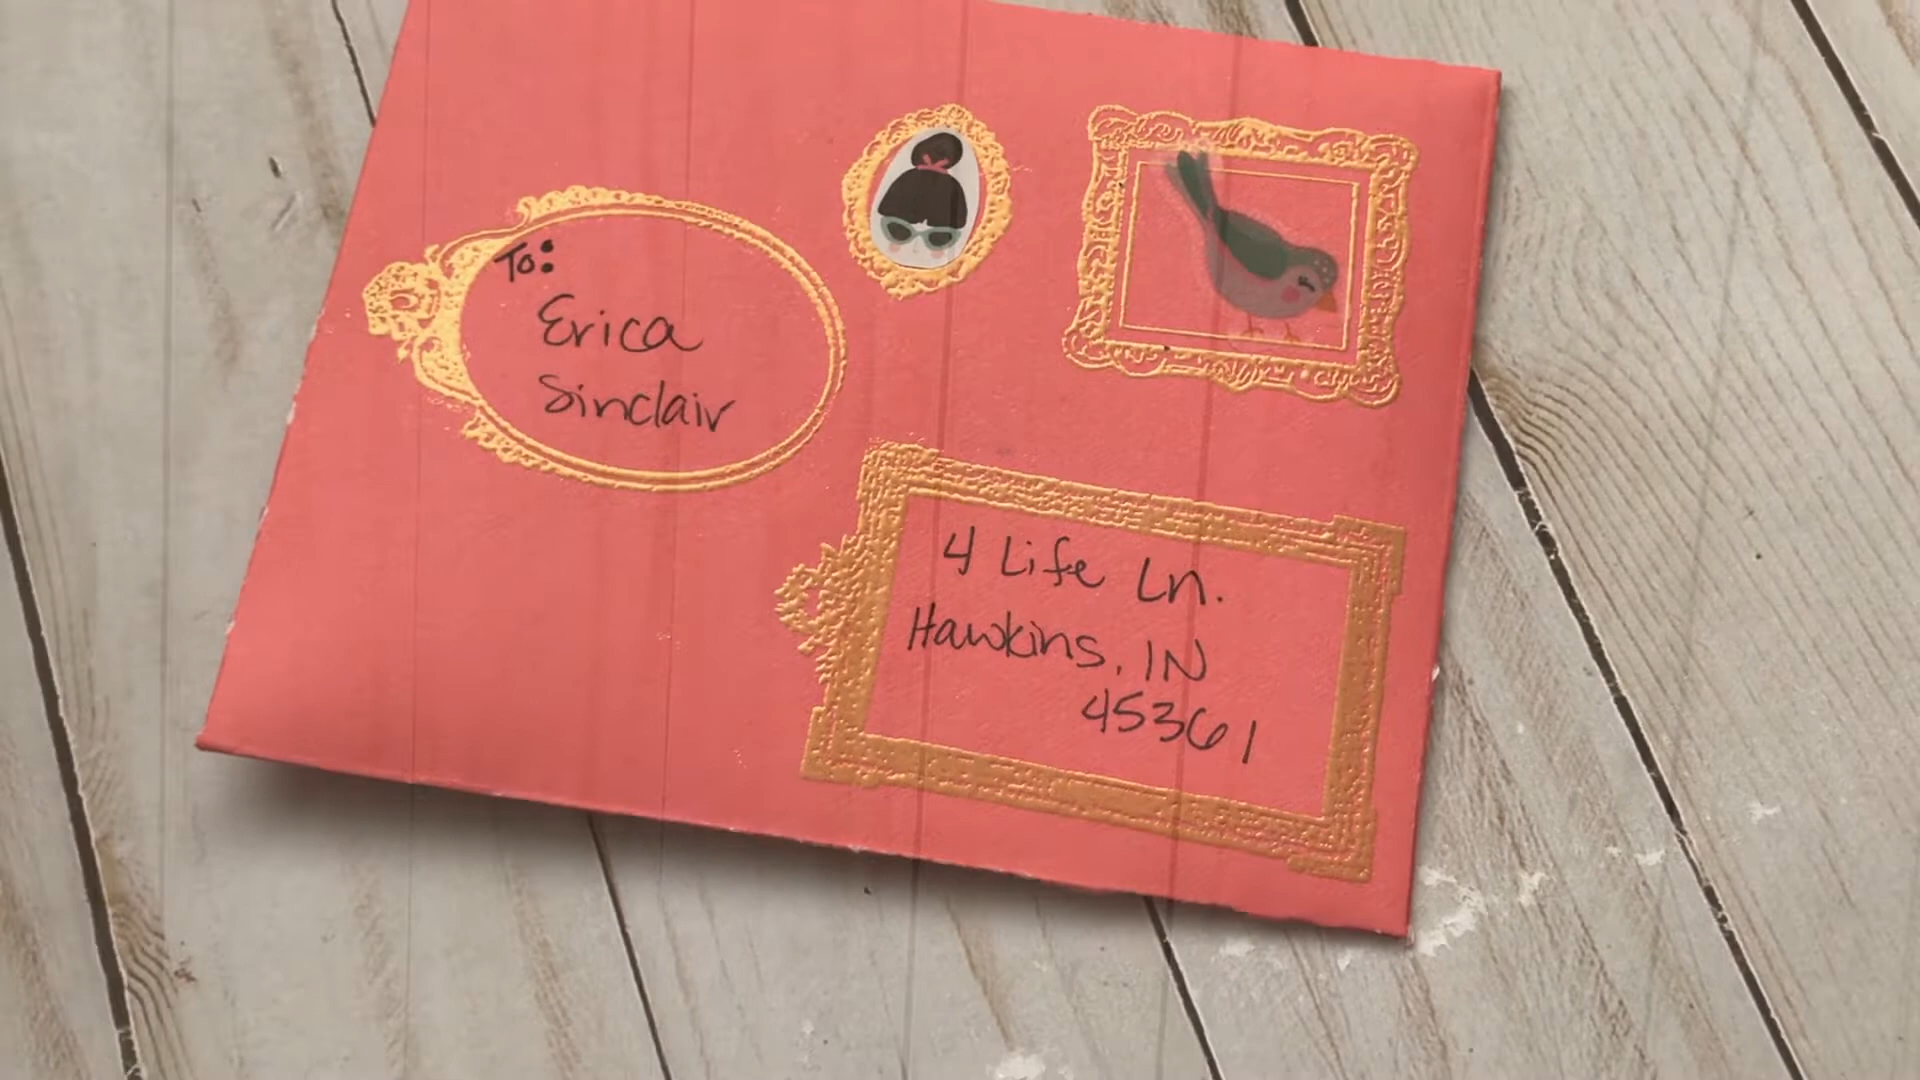 To:
Erica
Sinclair
4 Life Ln.
Hawkins, IN
45361